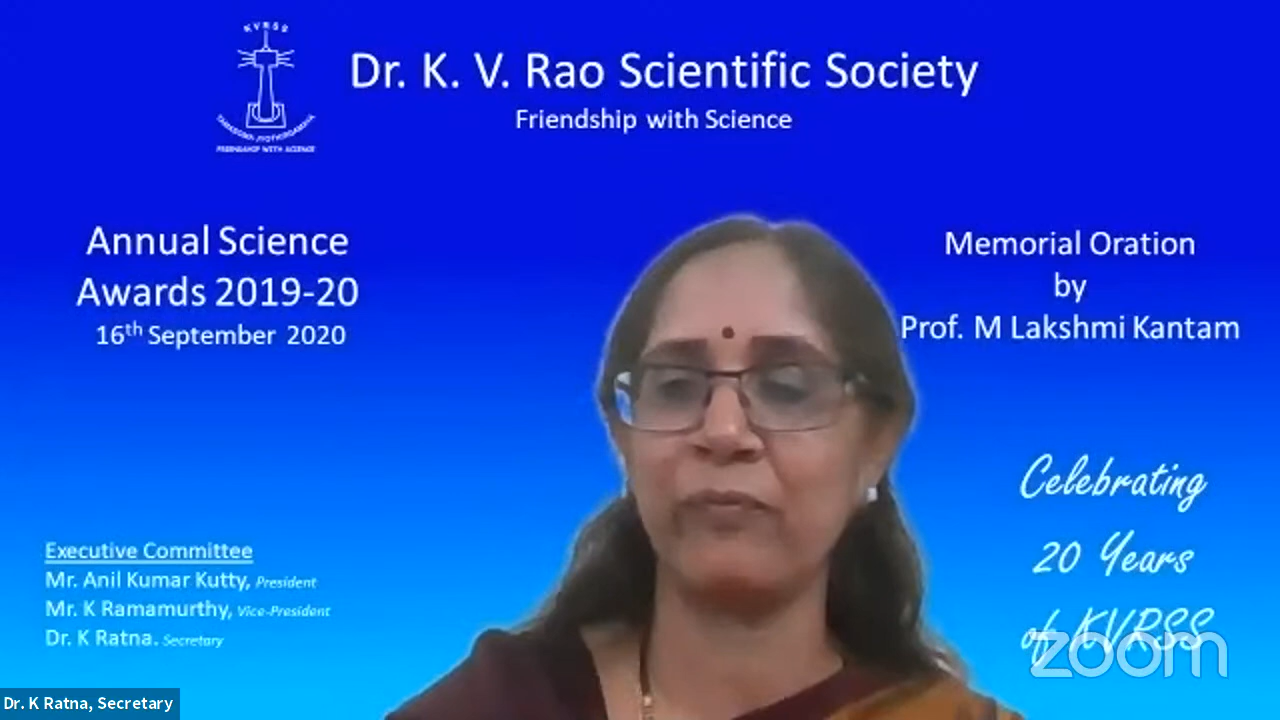 KVRSS
Dr. K. V. Rao Scientific Society
Friendship with Science
FRIENDSHIP WITH SCIENCE
Annual Science
Awards 2019-20
16th September 2020
Memorial Oration
by
Prof. M Lakshmi Kantam
Celebrating
20 Years
of KVRSS
Executive Committee
Mr. Anil Kumar Kutty, President
Mr. K Ramamurthy, Vice-President
Dr. K Ratna. Secretary
zoom
Dr. K Ratna, Secretary